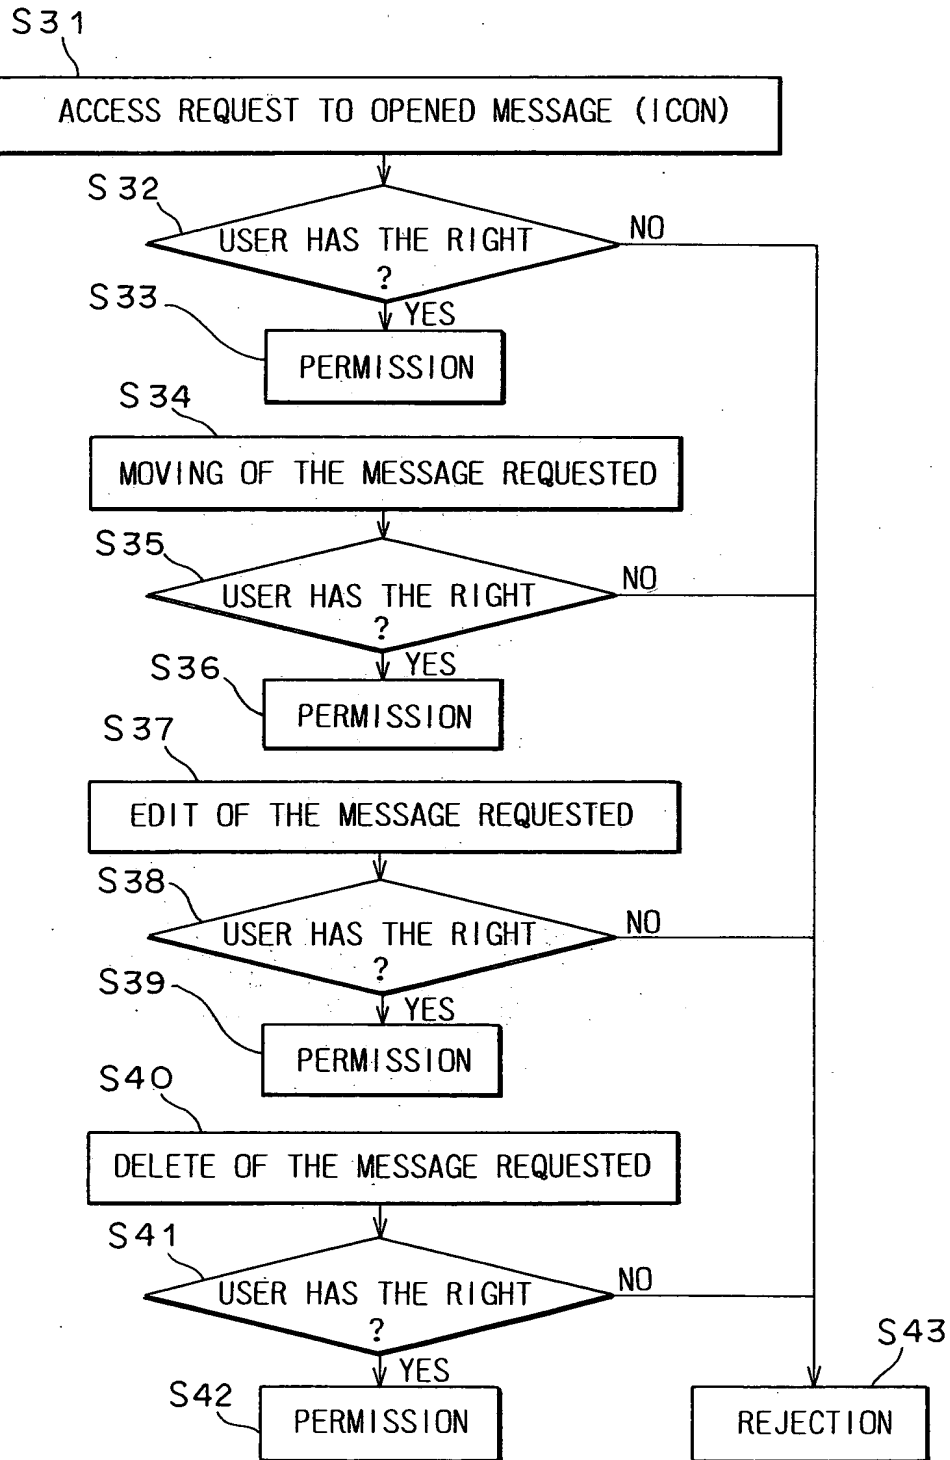 S31
ACCESS REQUEST TO OPENED MESSAGE (ICON)
S32
USER HAS THE RIGHT
?
NO
YES
S33
PERMISSION
S34
MOVING OF THE MESSAGE REQUESTED
S35
USER HAS THE RIGHT
?
NO
YES
S36
PERMISSION
S37
EDIT OF THE MESSAGE REQUESTED
S38
USER HAS THE RIGHT
?
NO
YES
S39
PERMISSION
S40
DELETE OF THE MESSAGE REQUESTED
S41
USER HAS THE RIGHT
?
NO
YES
S42
PERMISSION
S43
REJECTION